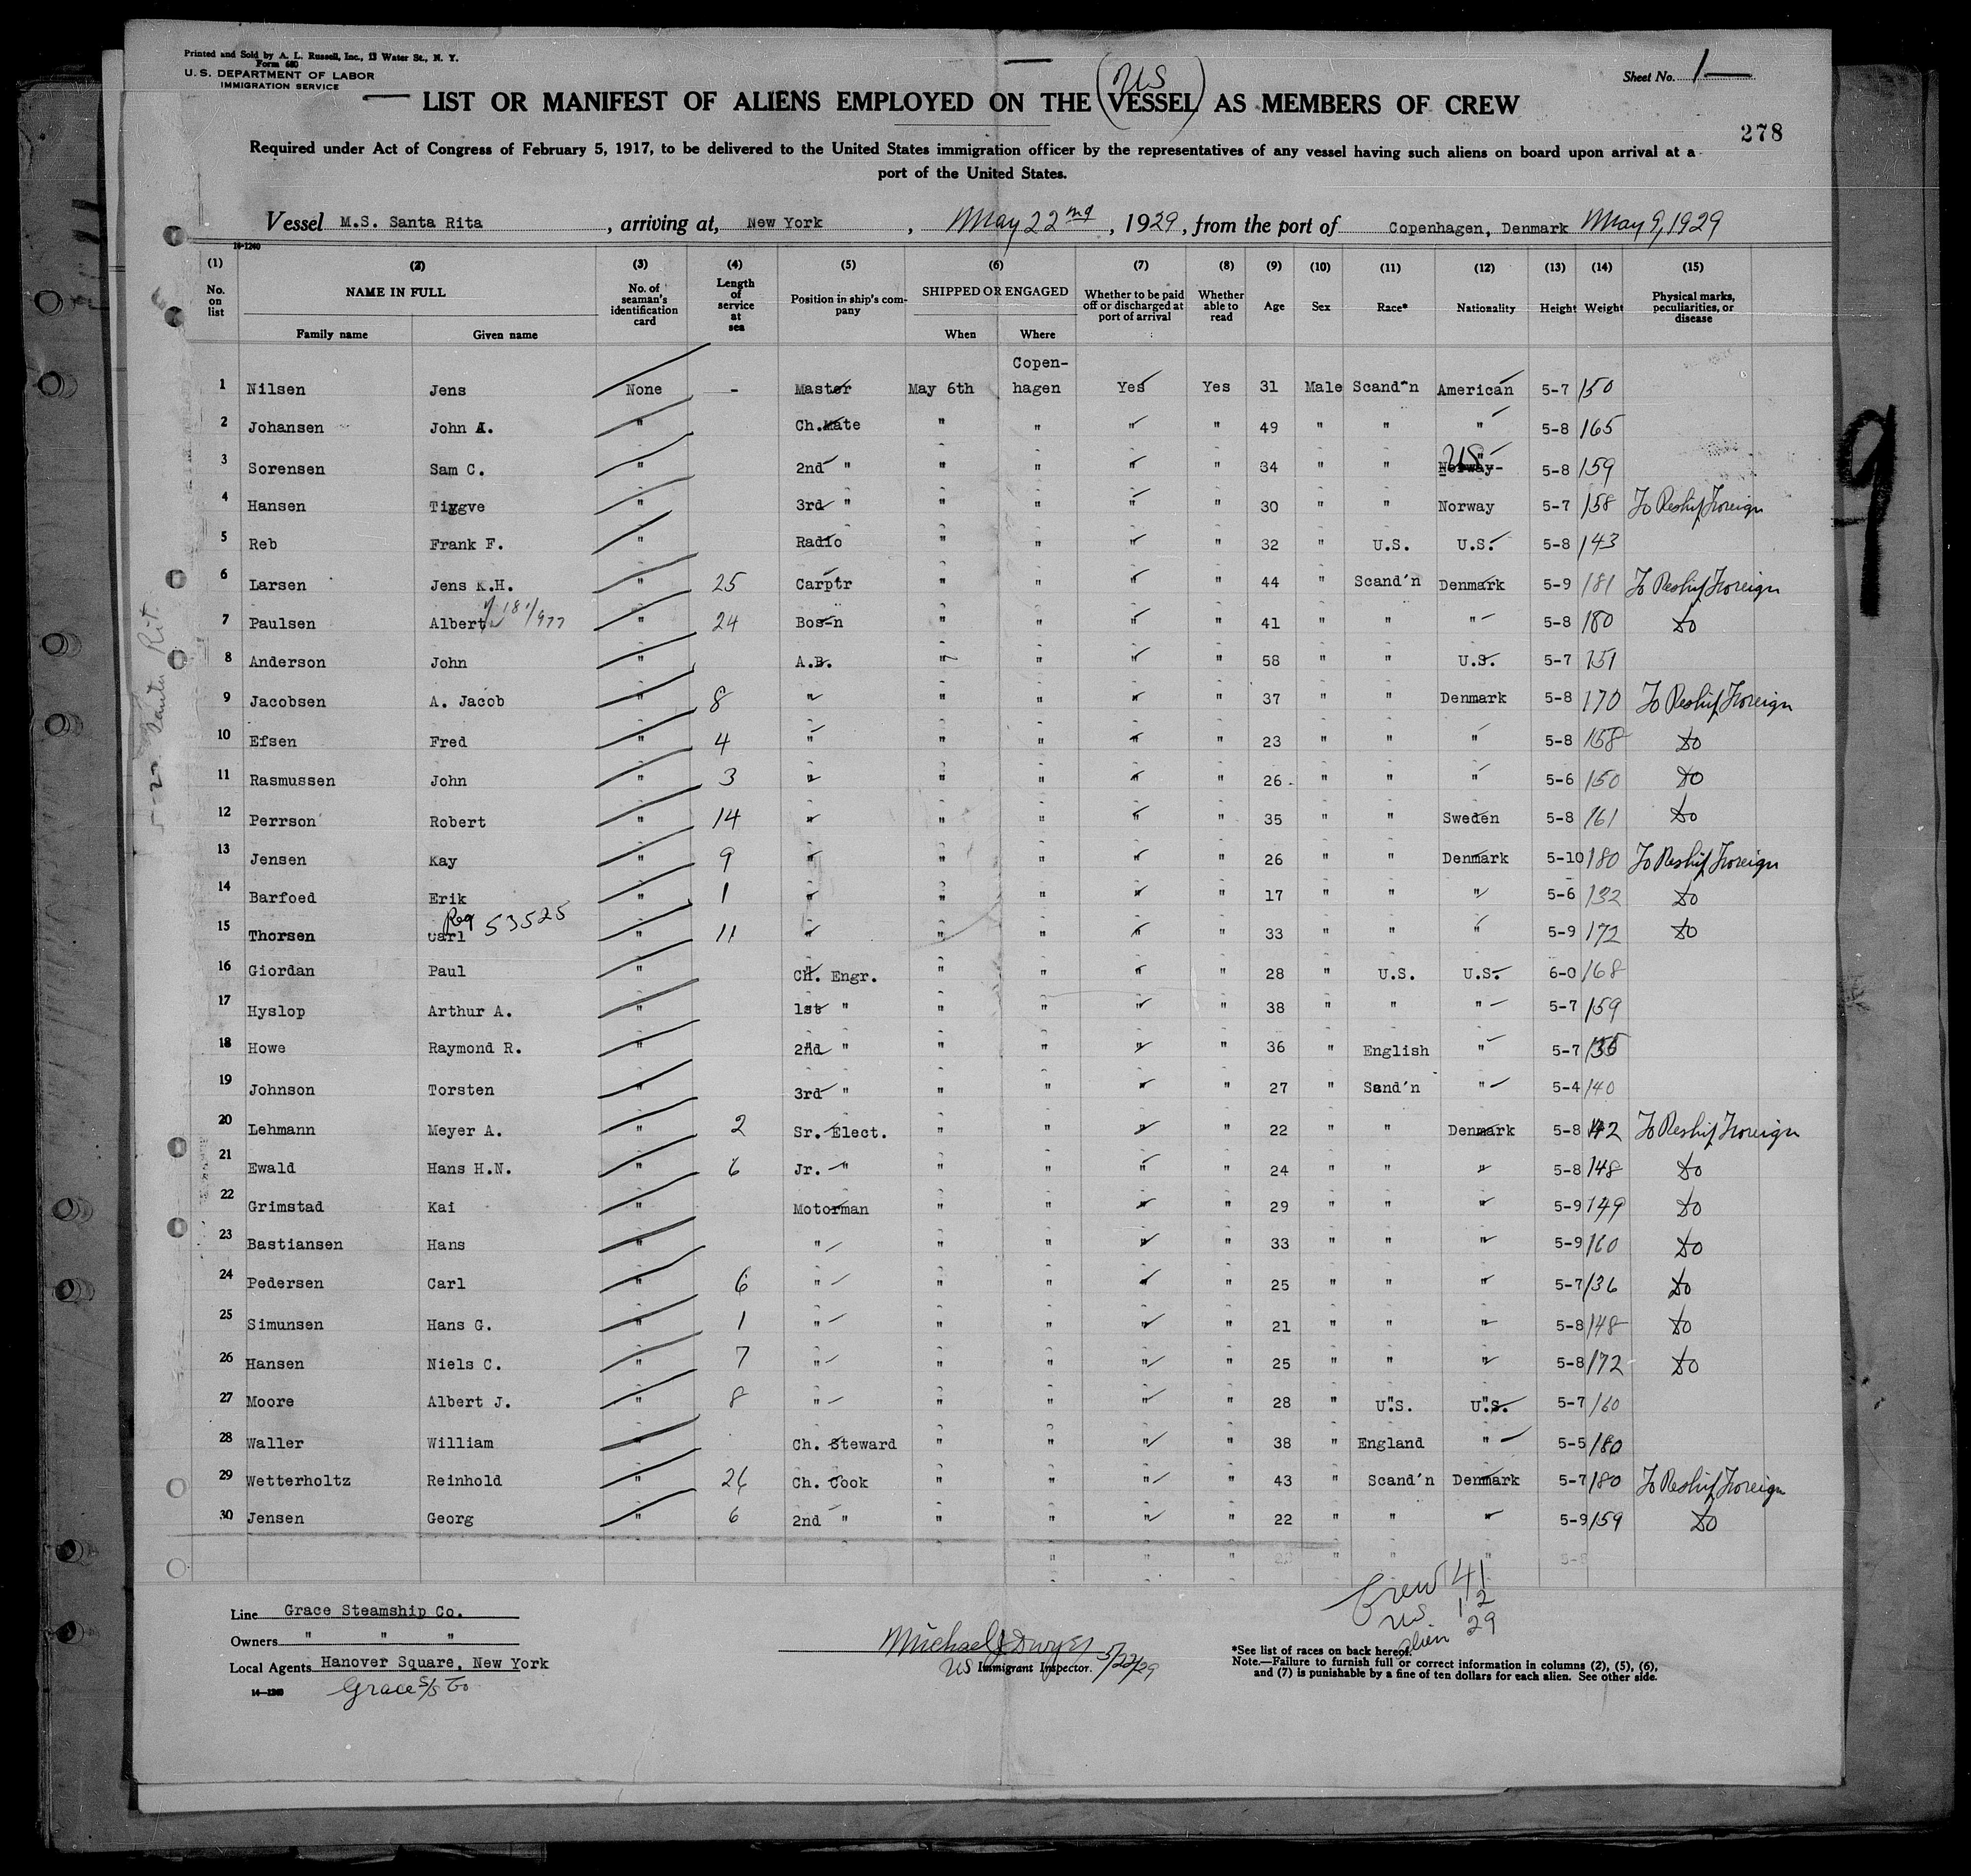 Printed and Sold by A. L. Russell, Inc., 13 Water St., N. Y.
Form 680
U. S. DEPARTMENT OF LABOR
IMMIGRATION SERVICE
Sheet No. 1
US
LIST OR MANIFEST OF ALIENS EMPLOYED ON THE (VESSEL) AS MEMBERS OF CREW
278
Required under Act of Congress of February 5, 1917, to be delivered to the United States immigration officer by the representatives of any vessel having such aliens on board upon arrival at a
port of the United States.
Vessel M.S. Santa Rita, arriving at, New York, May 22nd, 1929, from the port of Copenhagen, Denmark May 9, 1929
14-1240
(1) (2) (3) (4) (5) (6) (7) (8) (9) (10) (11) (12) (13) (14) (15)
No. on list NAME IN FULL Family name Given name No. of seaman's identification card Length of service at sea Position in ship's company SHIPPED OR ENGAGED When Where Whether to be paid off or discharged at port of arrival Whether able to read Age Sex Race* Nationality Height Weight Physical marks, peculiarities, or disease
1 Nilsen Jens None - Master May 6th Copen-hagen Yes Yes 31 Male Scand"n American 5-7 150
2 Johansen John A. " Ch.Mate " " " " 49 " " " 5-8 165
3 Sorensen Sam C. " 2nd " " " " " 34 " " Norway US 5-8 159
4 Hansen Tiggve " 3rd " " " " " 30 " " Norway 5-7 158 To Reship Foreign
5 Reb Frank F. " Radio " " " " 32 " U.S. U.S. 5-8 143
6 Larsen Jens K.H. " 25 Carptr " " " " 44 " Scand'n Denmark 5-9 181 To Reship Foreign
7 Paulsen Albert " 24 Bos-n " " " " 41 " " " 5-8 180 Do
8 Anderson John " A.B. " " " " 58 " " U.S. 5-7 151
9 Jacobsen A. Jacob " 8 " " " " " 37 " " Denmark 5-8 170 To Reship Foreign
10 Efsen Fred " 4 " " " " " 23 " " " 5-8 158 Do
11 Rasmussen John " 3 " " " " " 26 " " " 5-6 150 Do
12 Perrson Robert " 14 " " " " " 35 " " Sweden 5-8 161 Do
13 Jensen Kay " 9 " " " " " 26 " " Denmark 5-10 180 To Reship Foreign
14 Barfoed Erik " 1 " " " " " 17 " " " 5-6 132 Do
Reg 53525
15 Thorsen Carl " 11 " " " " " 33 " " " 5-9 172 Do
16 Giordan Paul " Ch. Engr. " " " " 28 " U.S. U.S. 6-0 168
17 Hyslop Arthur A. " 1st " " " " " 38 " " " 5-7 159
18 Howe Raymond R. " 2nd " " " " " 36 " English " 5-7 135
19 Johnson Torsten " 3rd " " " " " 27 " Sand'n " 5-4 140
20 Lehmann Meyer A. " 2 Sr. Elect. " " " " 22 " " Denmark 5-8 142 To Reship Foreign
21 Ewald Hans H.N. " 6 Jr. " " " " " 24 " " " 5-8 148 Do
22 Grimstad Kai " Motorman " " " " 29 " " " 5-9 149 Do
23 Bastiansen Hans " " " " " " 33 " " " 5-9 160 Do
24 Pedersen Carl " 6 " " " " " 25 " " " 5-7 136 Do
25 Simunsen Hans G. " 1 " " " " " 21 " " " 5-8 148 Do
26 Hansen Niels C. " 7 " " " " " 25 " " " 5-8 172 Do
27 Moore Albert J. " 8 " " " " " 28 " U.S. U.S. 5-7 160
28 Waller William " Ch. Steward " " " " 38 " England " 5-5 180
29 Wetterholtz Reinhold " 26 Ch. Cook " " " " 43 " Scand'n Denmark 5-7 180 To Reship Foreign
30 Jensen Georg " 6 2nd " " " " " 22 " " " 5-9 159 Do
Crew 41
US 12
alien 29
Line Grace Steamship Co.
Owners " " "
Local Agents Hanover Square, New York
Grace S/S Co
14-1240
Michael J Dwyer 5/22/29
US Immigrant Inspector.
*See list of races on back hereof.
Note.—Failure to furnish full or correct information in columns (2), (5), (6),
and (7) is punishable by a fine of ten dollars for each alien. See other side.
9